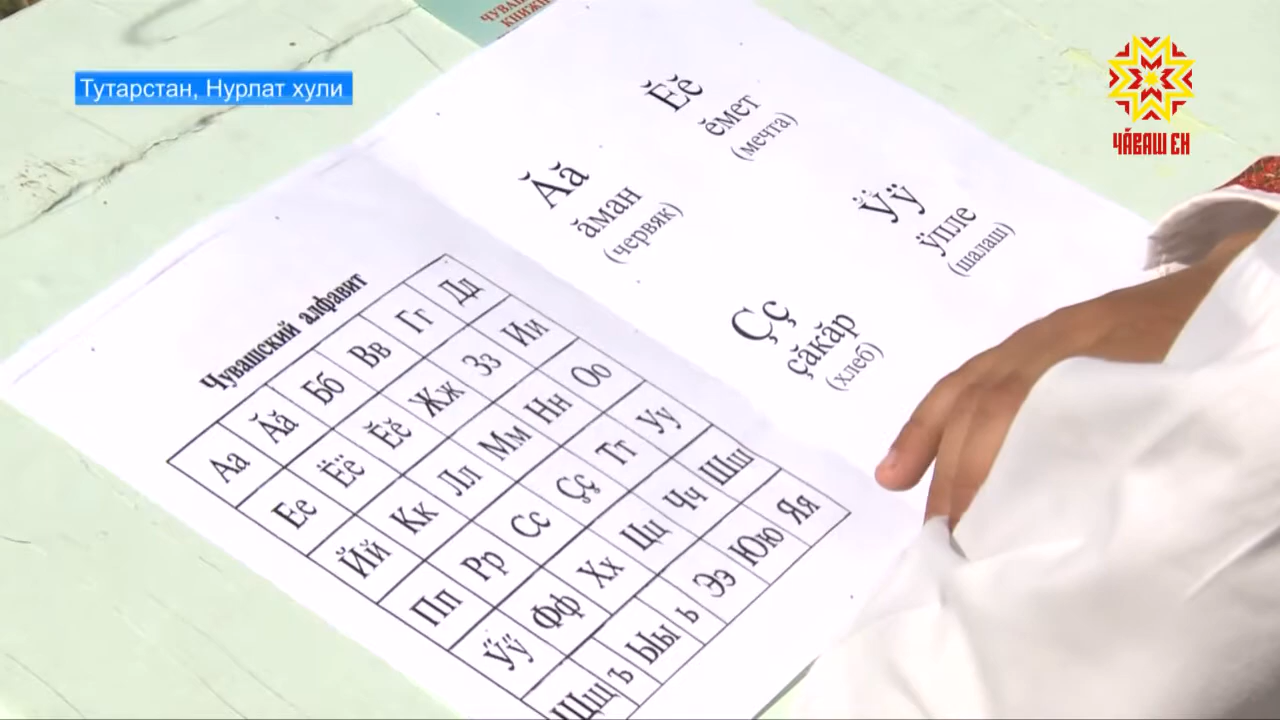 Тутарстан, Нурлат хули
ЧӐВАШ ЕН
Чувашский алфавит
Аа Ӑӑ Бб Вв Гг Дд
Ее Ёё Ӗӗ Жж Зз Ии
Йй Кк Лл Мм Нн Оо
Пп Рр Сс Ҫҫ Тт Уу
Ӳӳ Фф Хх Цц Чч Шш
Щщ ъ Ыы ь Ээ Юю Яя
Ӑӑ
ӑман
(червяк)
Ӗӗ
ӗмет
(мечта)
Ҫҫ
ҫӑкӑр
(хлеб)
Ӳӳ
ӳпле
(шалаш)